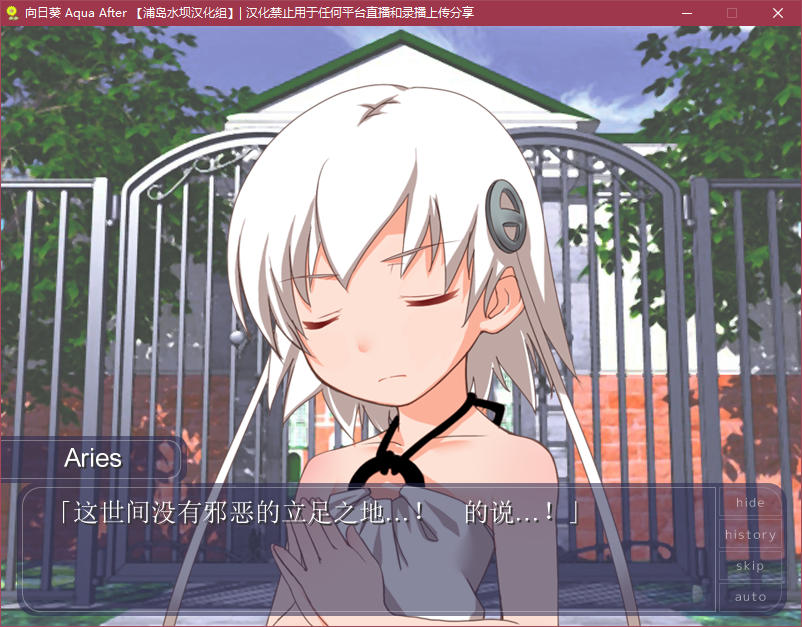 向日葵 Aqua After 【浦岛水坝汉化组】| 汉化禁止用于任何平台直播和录播上传分享
Aries
「这世间没有邪恶的立足之地…！　的说…！」
hide
history
skip
auto